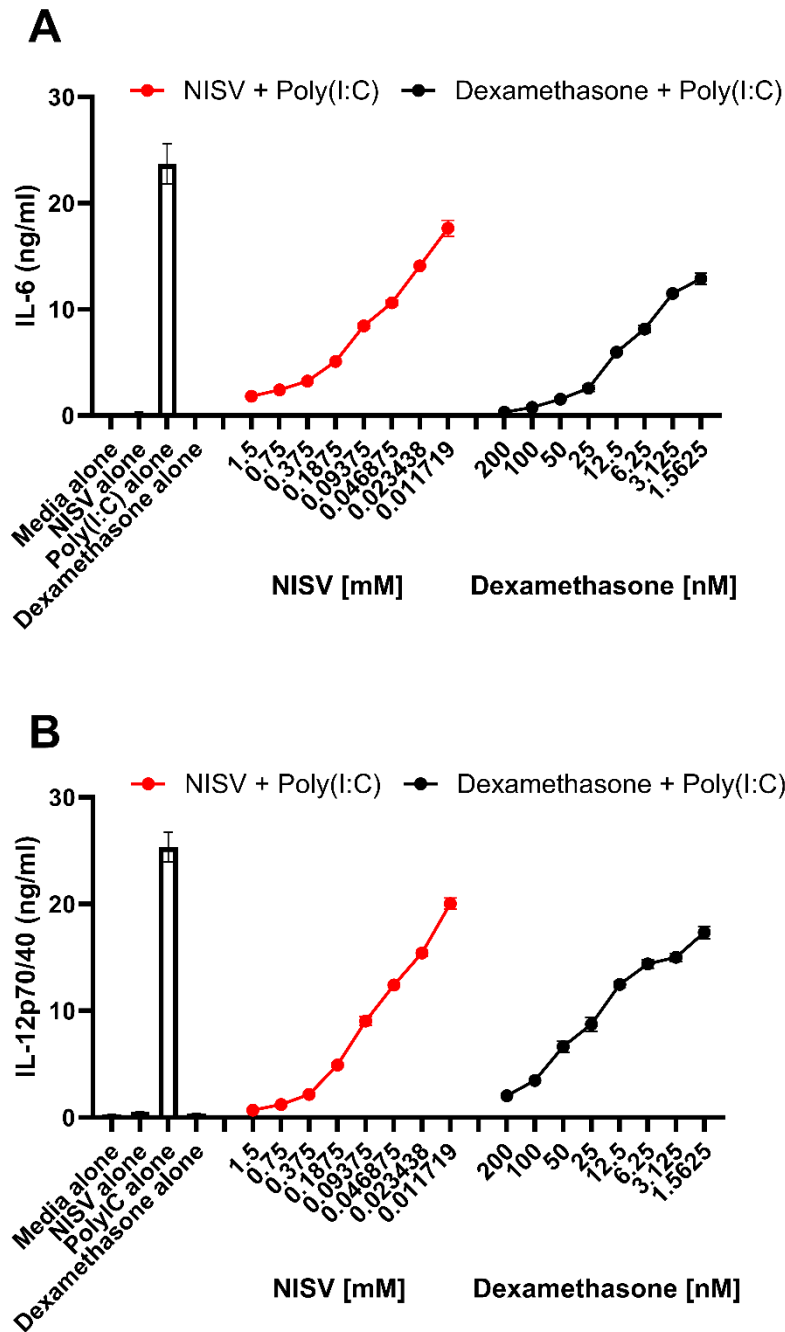 A
NISV + Poly(I:C) Dexamethasone + Poly(I:C)
30
20
10
0
IL-6 (ng/ml)
Media alone
NISV alone
Poly(I:C) alone
Dexamethasone alone
1.5
0.75
0.375
0.1875
0.09375
0.046875
0.023438
0.011719
200
100
50
25
12.5
6.25
3.125
1.5625
NISV [mM] Dexamethasone [nM]
B
NISV + Poly(I:C) Dexamethasone + Poly(I:C)
30
20
10
0
IL-12p70/40 (ng/ml)
Media alone
NISV alone
PolyIC alone
Dexamethasone alone
1.5
0.75
0.375
0.1875
0.09375
0.046875
0.023438
0.011719
200
100
50
25
12.5
6.25
3.125
1.5625
NISV [mM] Dexamethasone [nM]